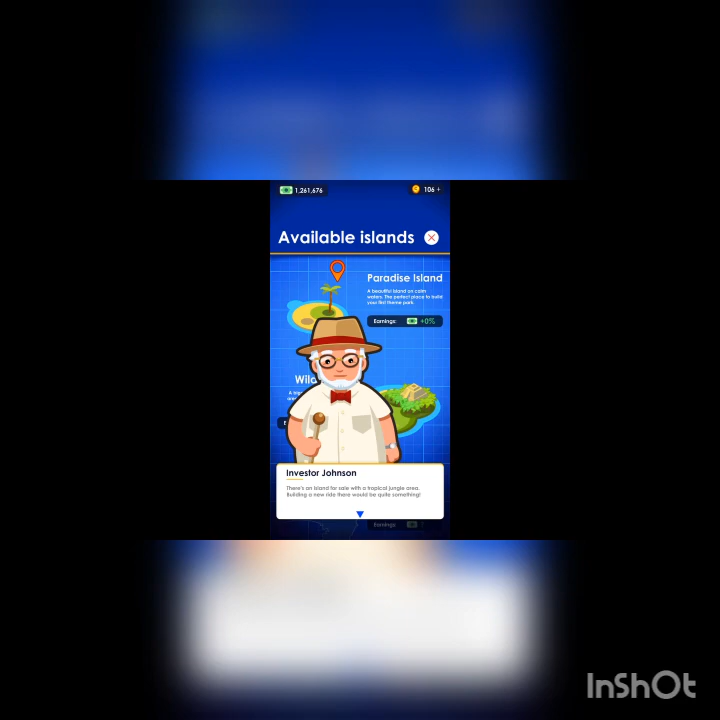 1,261,676
106 +
Available islands
Paradise Island
A beautiful island on calm
waters. The perfect place to build
your first theme park.
Earnings: +0%
Wild
Investor Johnson
There's an island for sale with a tropical jungle area.
Building a new ride there would be quite something!
Earnings: ?
InShOt